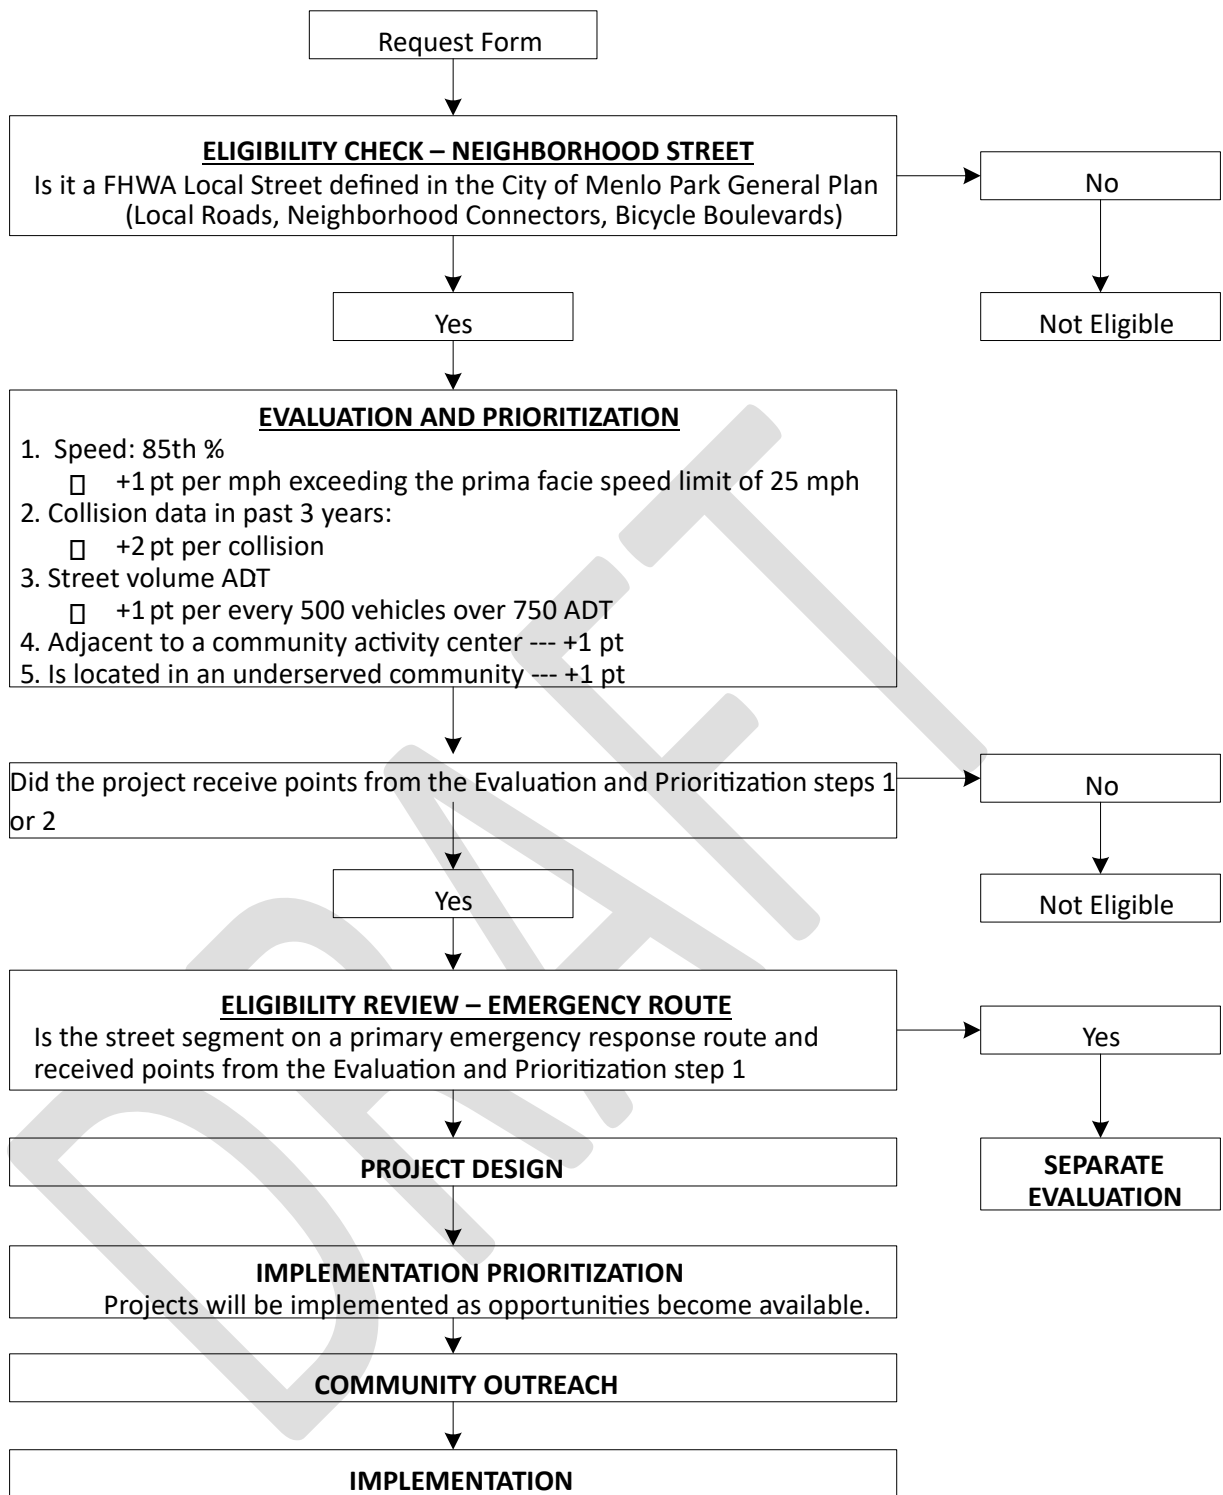 Request Form
ELIGIBILITY CHECK – NEIGHBORHOOD STREET
Is it a FHWA Local Street defined in the City of Menlo Park General Plan
(Local Roads, Neighborhood Connectors, Bicycle Boulevards)
No
Yes
Not Eligible
EVALUATION AND PRIORITIZATION
1. Speed: 85th %
+1 pt per mph exceeding the prima facie speed limit of 25 mph
2. Collision data in past 3 years:
+2 pt per collision
3. Street volume ADT
+1 pt per every 500 vehicles over 750 ADT
4. Adjacent to a community activity center --- +1 pt
5. Is located in an underserved community --- +1 pt
Did the project receive points from the Evaluation and Prioritization steps 1
or 2
No
Yes
Not Eligible
ELIGIBILITY REVIEW – EMERGENCY ROUTE
Is the street segment on a primary emergency response route and
received points from the Evaluation and Prioritization step 1
Yes
PROJECT DESIGN
SEPARATE
EVALUATION
IMPLEMENTATION PRIORITIZATION
Projects will be implemented as opportunities become available.
COMMUNITY OUTREACH
IMPLEMENTATION
DRAFT